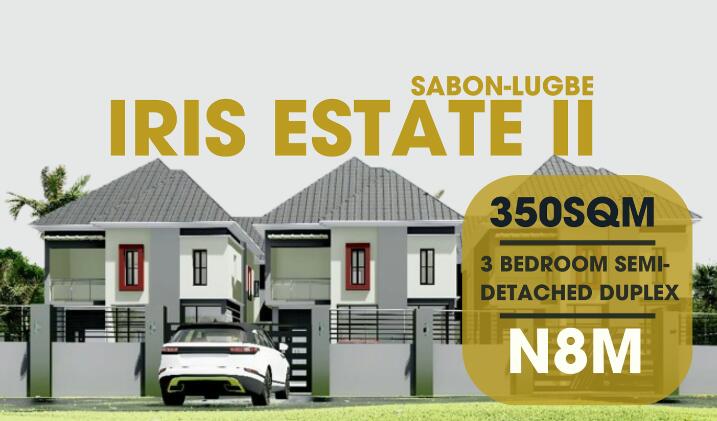 SABON-LUGBE
IRIS ESTATE II
350SQM
3 BEDROOM SEMI-
DETACHED DUPLEX
N8M